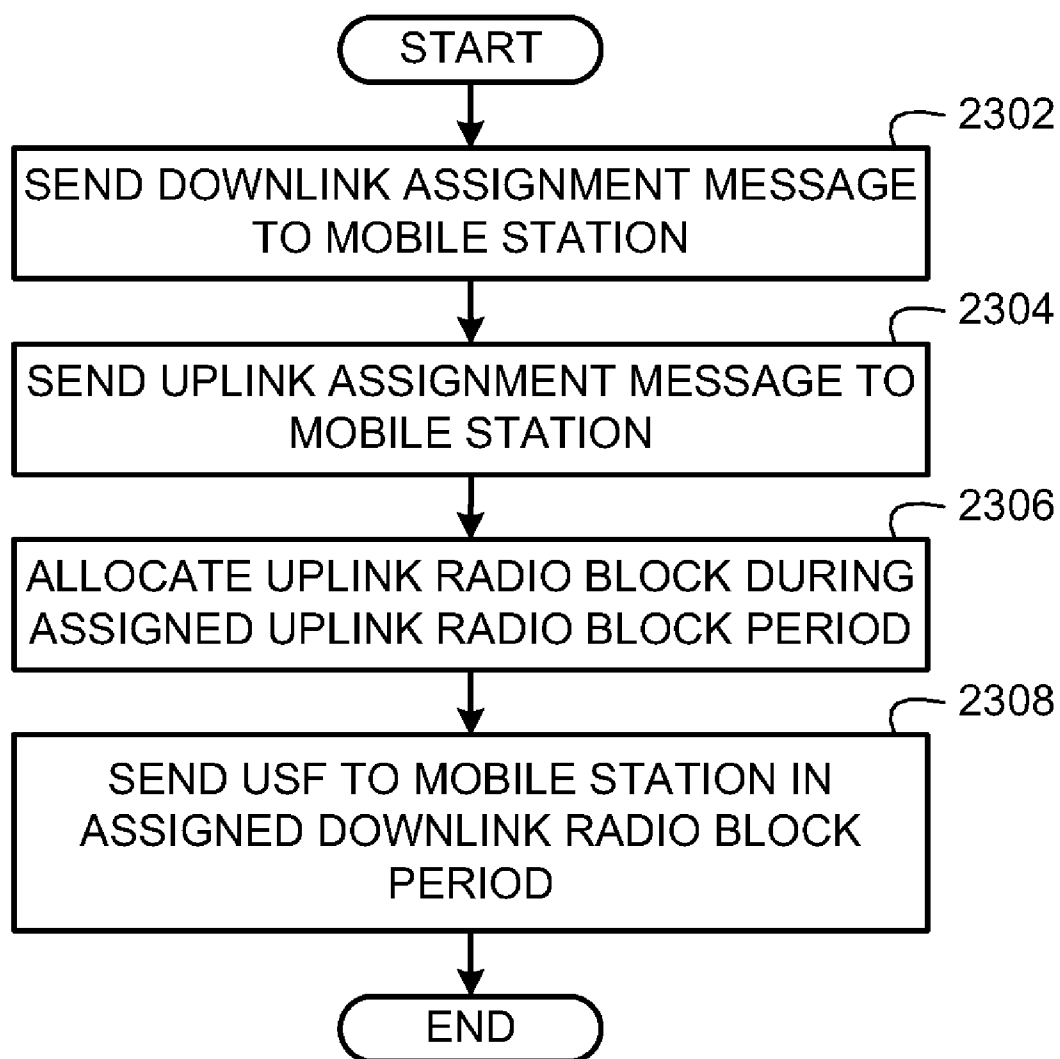 START
2302
SEND DOWNLINK ASSIGNMENT MESSAGE
TO MOBILE STATION
2304
SEND UPLINK ASSIGNMENT MESSAGE TO
MOBILE STATION
2306
ALLOCATE UPLINK RADIO BLOCK DURING
ASSIGNED UPLINK RADIO BLOCK PERIOD
2308
SEND USF TO MOBILE STATION IN
ASSIGNED DOWNLINK RADIO BLOCK
PERIOD
END